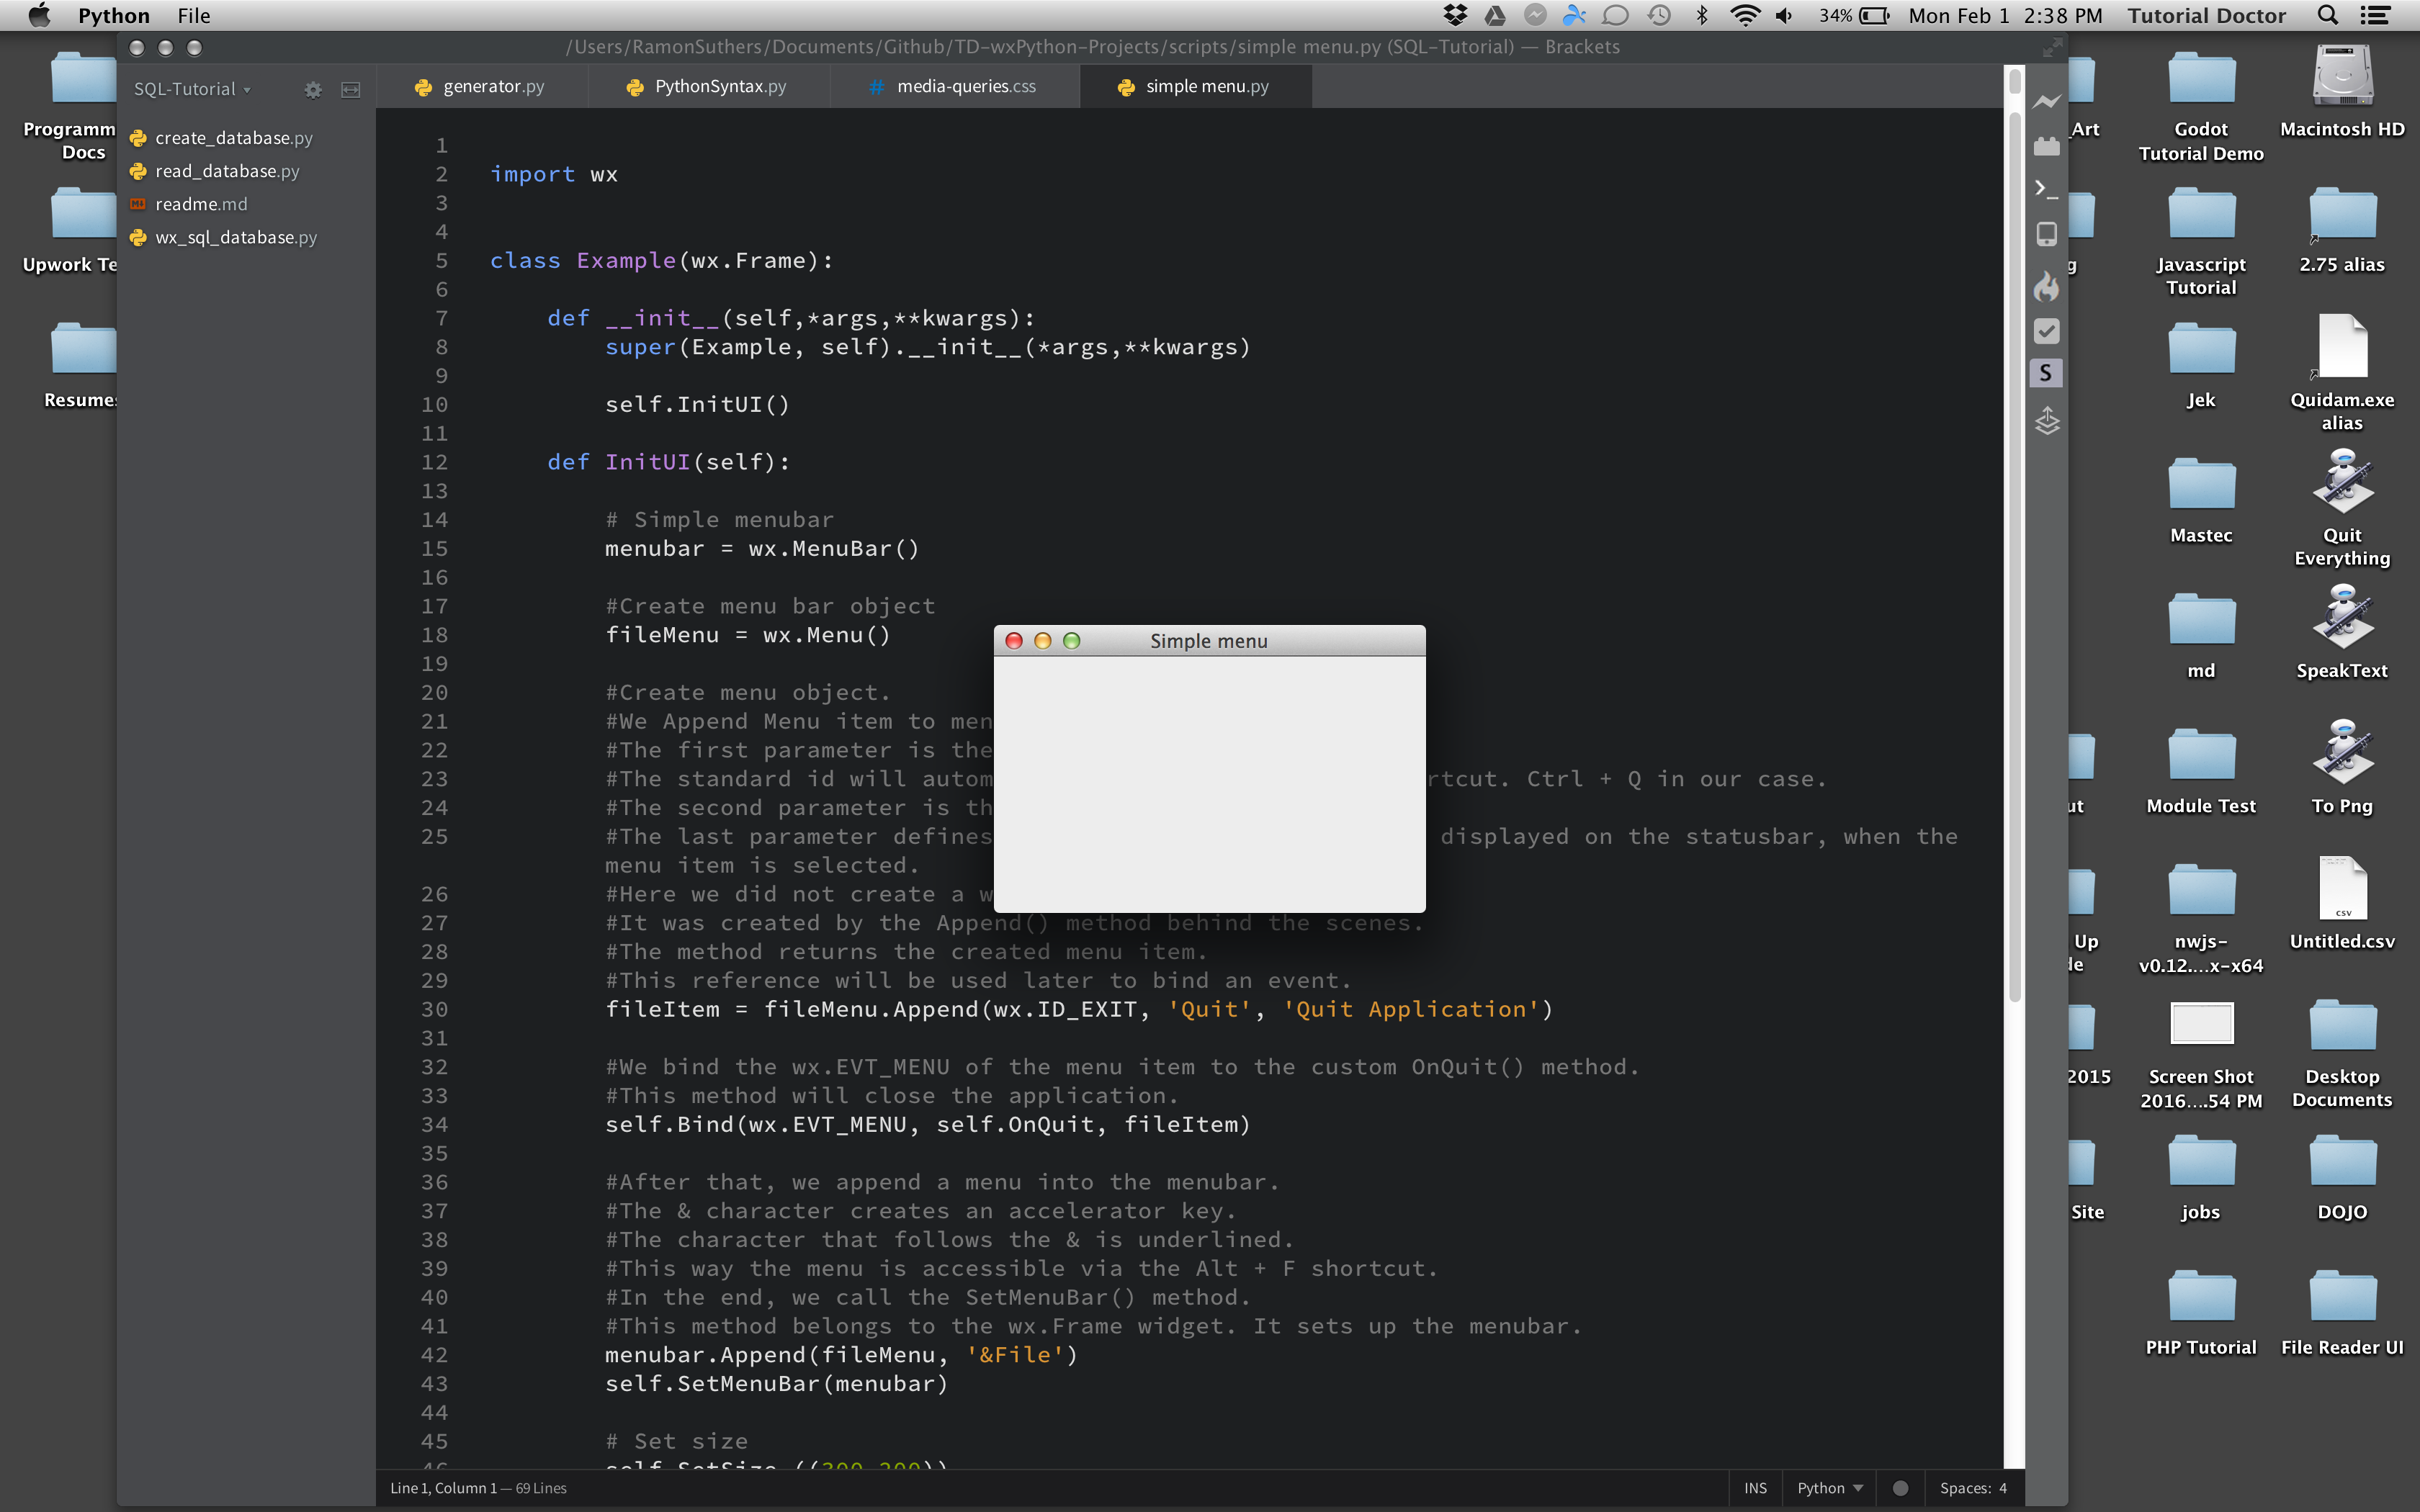 Python File 34% Mon Feb 1 2:38 PM Tutorial Doctor
/Users/RamonSuthers/Documents/Github/TD-wxPython-Projects/scripts/simple menu.py (SQL-Tutorial) — Brackets
SQL-Tutorial
generator.py PythonSyntax.py media-queries.css simple menu.py
create_database.py
read_database.py
readme.md
wx_sql_database.py
1
2 import wx
3
4
5 class Example(wx.Frame):
6
7 def __init__(self,*args,**kwargs):
8 super(Example, self).__init__(*args,**kwargs)
9
10 self.InitUI()
11
12 def InitUI(self):
13
14 # Simple menubar
15 menubar = wx.MenuBar()
16
17 #Create menu bar object
18 fileMenu = wx.Menu()
19
20 #Create menu object.
21 #We Append Menu item to men
22 #The first parameter is the
23 #The standard id will autom rtcut. Ctrl + Q in our case.
24 #The second parameter is th
25 #The last parameter defines displayed on the statusbar, when the
menu item is selected.
26 #Here we did not create a w
27 #It was created by the Append() method behind the scenes.
28 #The method returns the created menu item.
29 #This reference will be used later to bind an event.
30 fileItem = fileMenu.Append(wx.ID_EXIT, 'Quit', 'Quit Application')
31
32 #We bind the wx.EVT_MENU of the menu item to the custom OnQuit() method.
33 #This method will close the application.
34 self.Bind(wx.EVT_MENU, self.OnQuit, fileItem)
35
36 #After that, we append a menu into the menubar.
37 #The & character creates an accelerator key.
38 #The character that follows the & is underlined.
39 #This way the menu is accessible via the Alt + F shortcut.
40 #In the end, we call the SetMenuBar() method.
41 #This method belongs to the wx.Frame widget. It sets up the menubar.
42 menubar.Append(fileMenu, '&File')
43 self.SetMenuBar(menubar)
44
45 # Set size
46 self.SetSize ((300,200))
Simple menu
S
Line 1, Column 1 — 69 Lines
INS Python Spaces: 4
Programm
Docs
Upwork Te
Resumes
Art
g
ut
Up
de
2015
Site
Godot
Tutorial Demo
Javascript
Tutorial
Jek
Mastec
md
Module Test
nwjs-
v0.12....x-x64
Screen Shot
2016....54 PM
jobs
PHP Tutorial
Macintosh HD
2.75 alias
Quidam.exe
alias
Quit
Everything
SpeakText
To Png
csv
Untitled.csv
Desktop
Documents
DOJO
File Reader UI